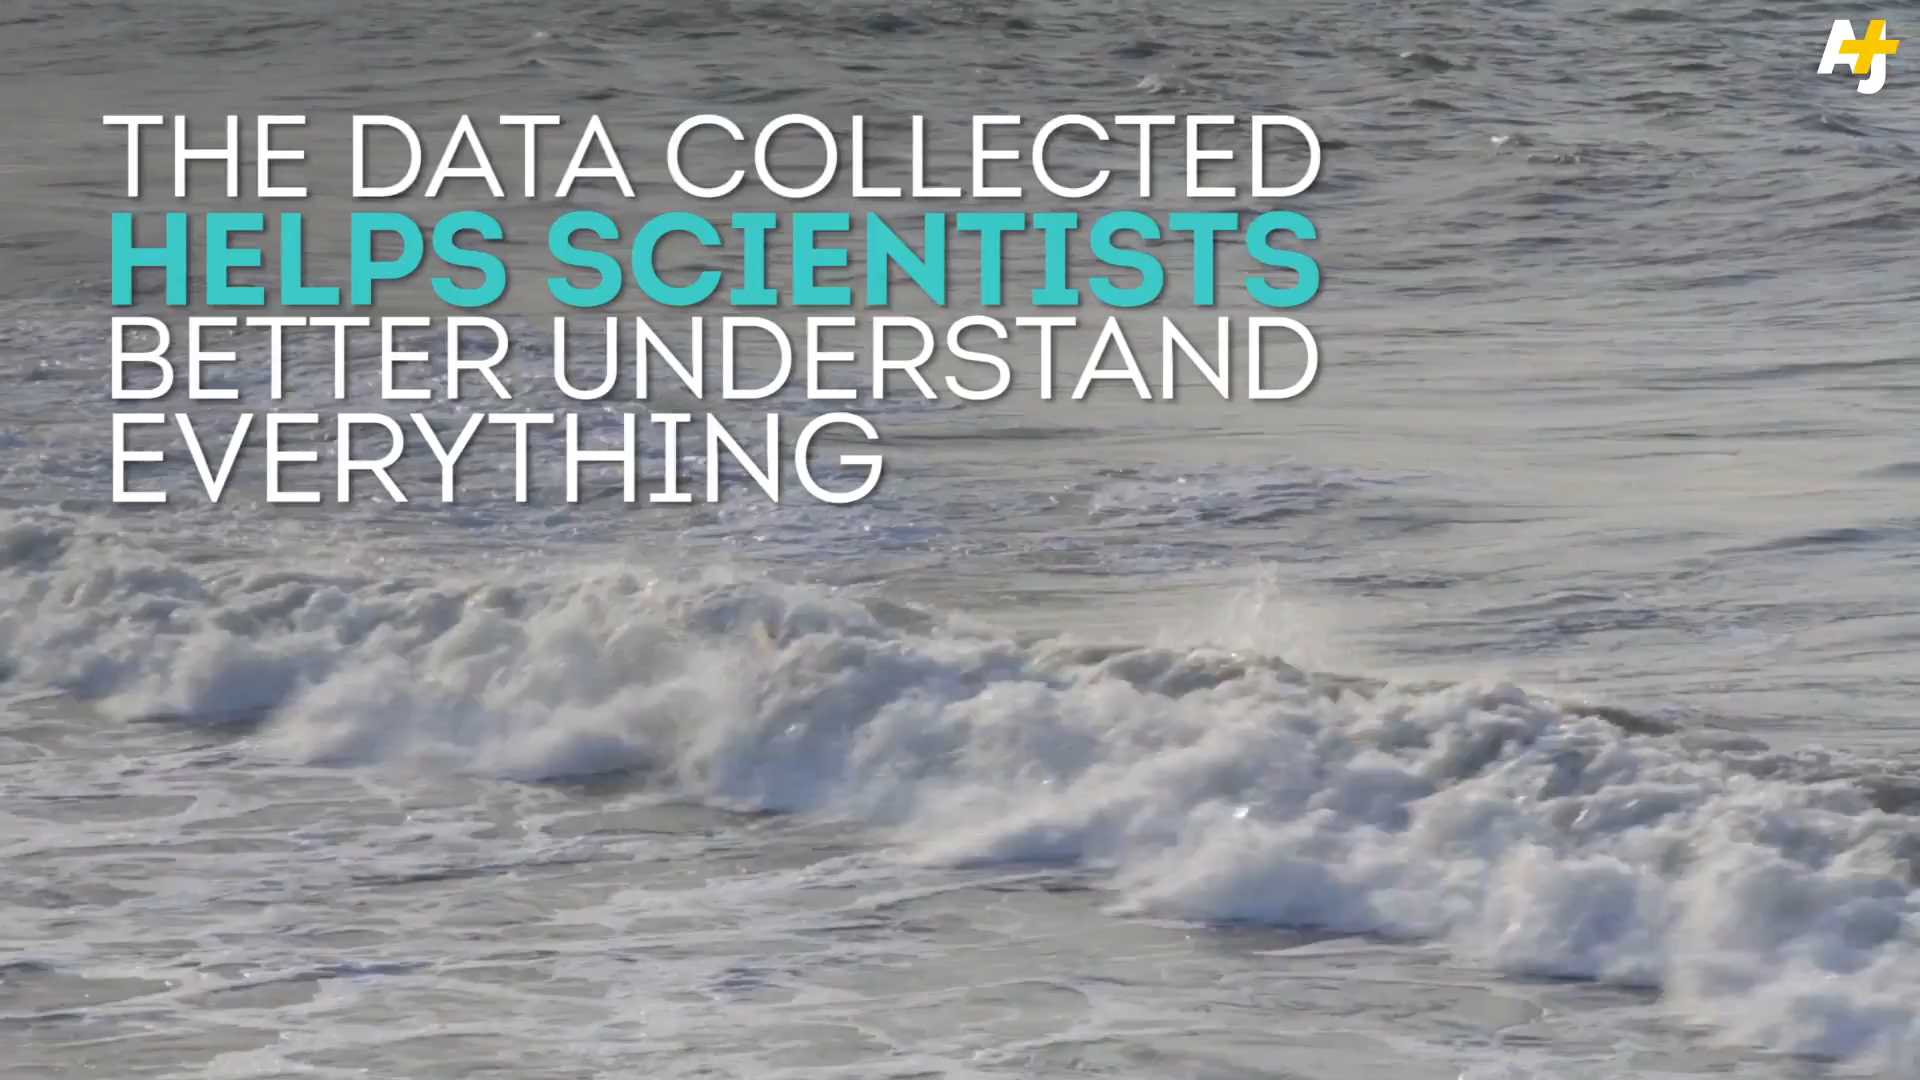 AJ+
THE DATA COLLECTED
HELPS SCIENTISTS
BETTER UNDERSTAND
EVERYTHING